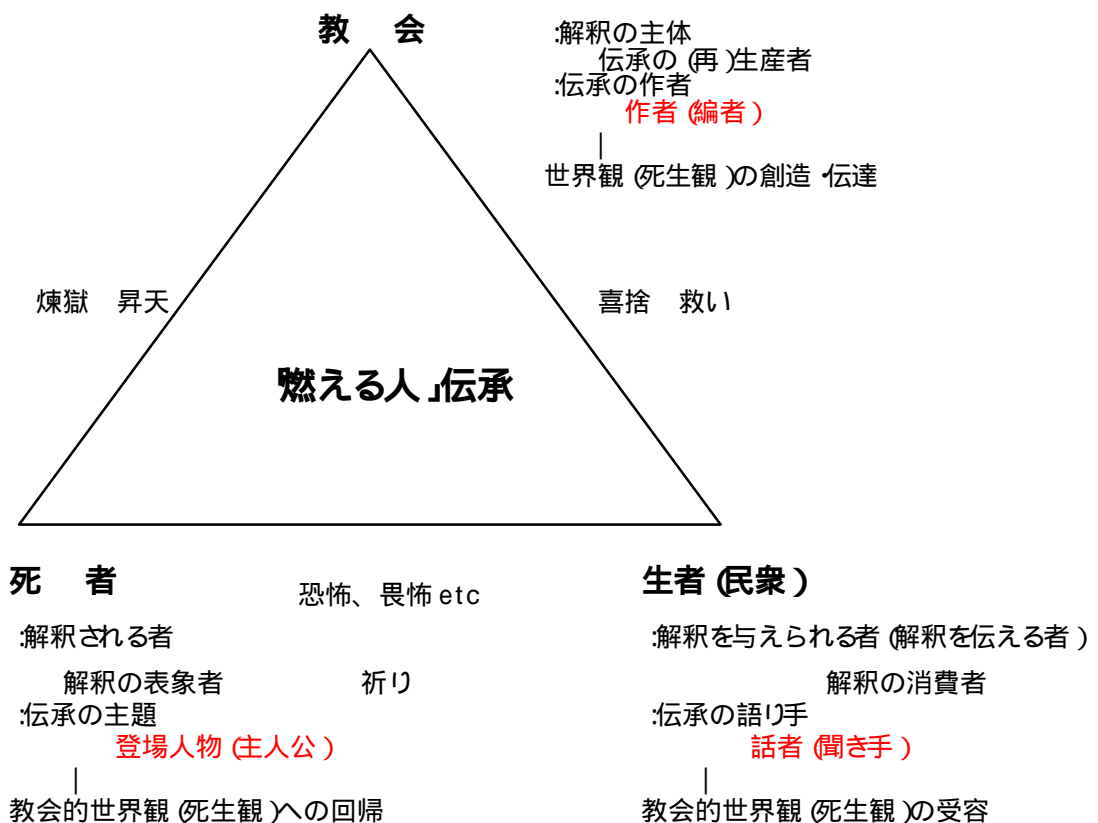 教　会
:解釈の主体
伝承の(再)生産者
:伝承の作者
作者(編者)
|
世界観(死生観)の創造・伝達
煉獄　昇天
喜捨　救い
「燃える人」伝承
死　者
恐怖、畏怖etc
生者(民衆)
:解釈される者
:解釈を与えられる者(解釈を伝える者)
解釈の表象者
祈り
解釈の消費者
:伝承の主題
:伝承の語り手
登場人物(主人公)
話者(聞き手)
|
|
教会的世界観(死生観)への回帰
教会的世界観(死生観)の受容